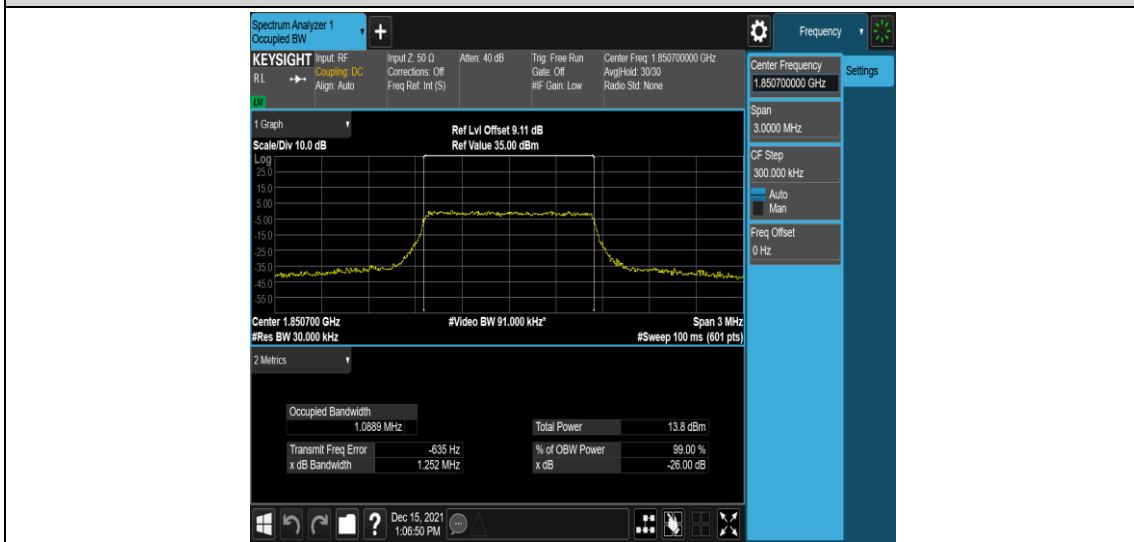 Spectrum Analyzer 1
Occupied BW
+
Frequency
KEYSIGHT
RL
Input: RF
Coupling: DC
Align: Auto
Input Z: 50 Ω
Corrections: Off
Freq Ref: Int (S)
Atten: 40 dB
Trig: Free Run
Gate: Off
#IF Gain: Low
Center Freq: 1.850700000 GHz
Avg|Hold: 30/30
Radio Std: None
Center Frequency
1.850700000 GHz
Settings
Span
3.0000 MHz
CF Step
300.000 kHz
Auto
Man
Freq Offset
0 Hz
1 Graph
Scale/Div 10.0 dB
Ref Lvl Offset 9.11 dB
Ref Value 35.00 dBm
Log
25.0
15.0
5.00
-5.00
-15.0
-25.0
-35.0
-45.0
-55.0
Center 1.850700 GHz
#Video BW 91.000 kHz*
Span 3 MHz
#Res BW 30.000 kHz
#Sweep 100 ms (601 pts)
2 Metrics
Occupied Bandwidth
1.0889 MHz
Total Power 13.8 dBm
Transmit Freq Error -635 Hz
% of OBW Power 99.00 %
x dB Bandwidth 1.252 MHz
x dB -26.00 dB
?
Dec 15, 2021
1:06:50 PM